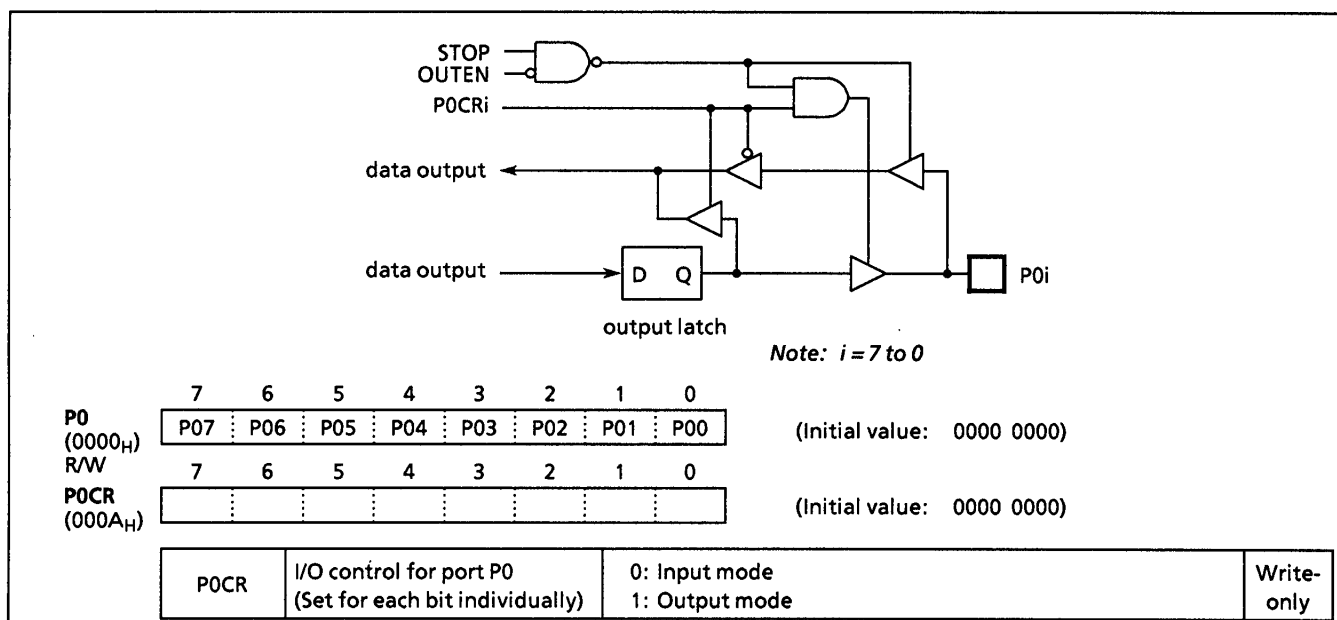 STOP
OUTEN
P0CRi
data output
data output
D Q
P0i
output latch
Note: i = 7 to 0
7 6 5 4 3 2 1 0
P0
(0000H)
R/W
P07 P06 P05 P04 P03 P02 P01 P00
(Initial value: 0000 0000)
7 6 5 4 3 2 1 0
P0CR
(000AH)
(Initial value: 0000 0000)
P0CR
I/O control for port P0
(Set for each bit individually)
0: Input mode
1: Output mode
Write-
only